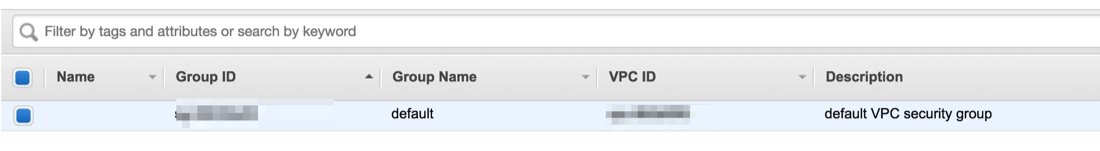 Filter by tags and attributes or search by keyword
Name Group ID Group Name VPC ID Description
default default VPC security group